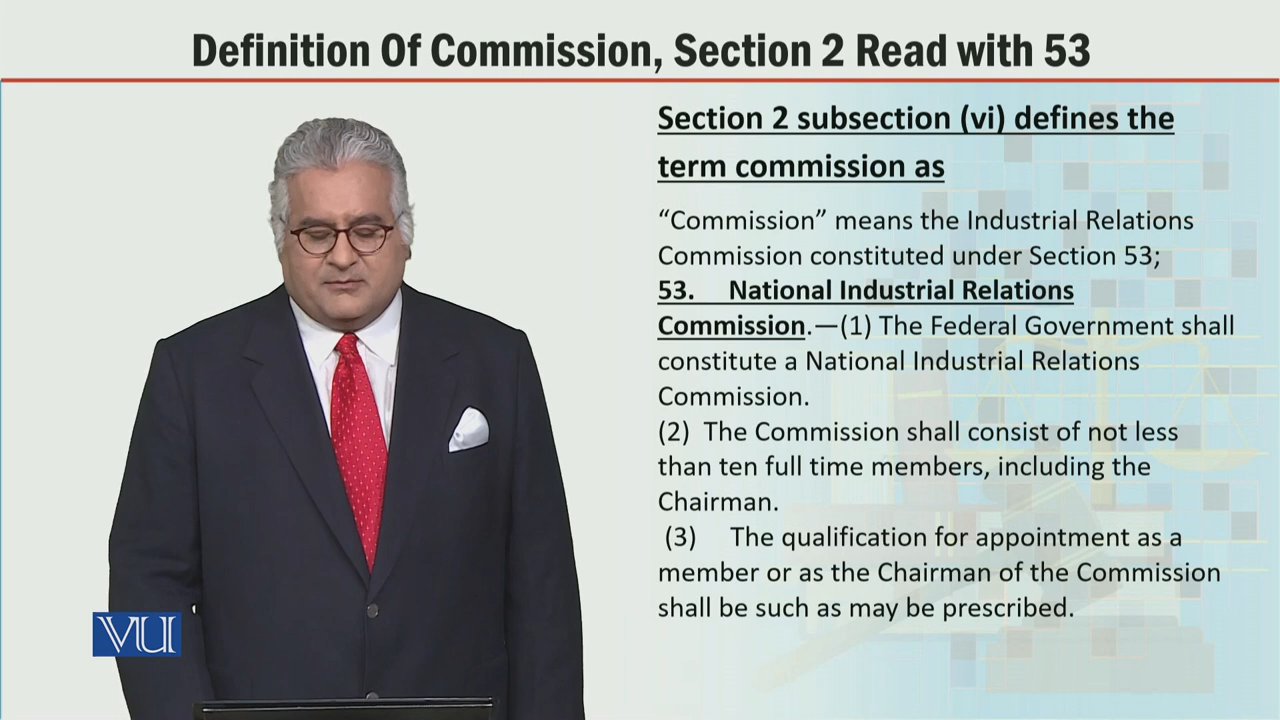 Definition Of Commission, Section 2 Read with 53
Section 2 subsection (vi) defines the
term commission as
“Commission” means the Industrial Relations
Commission constituted under Section 53;
53. National Industrial Relations
Commission.—(1) The Federal Government shall
constitute a National Industrial Relations
Commission.
(2) The Commission shall consist of not less
than ten full time members, including the
Chairman.
(3) The qualification for appointment as a
member or as the Chairman of the Commission
shall be such as may be prescribed.
VU